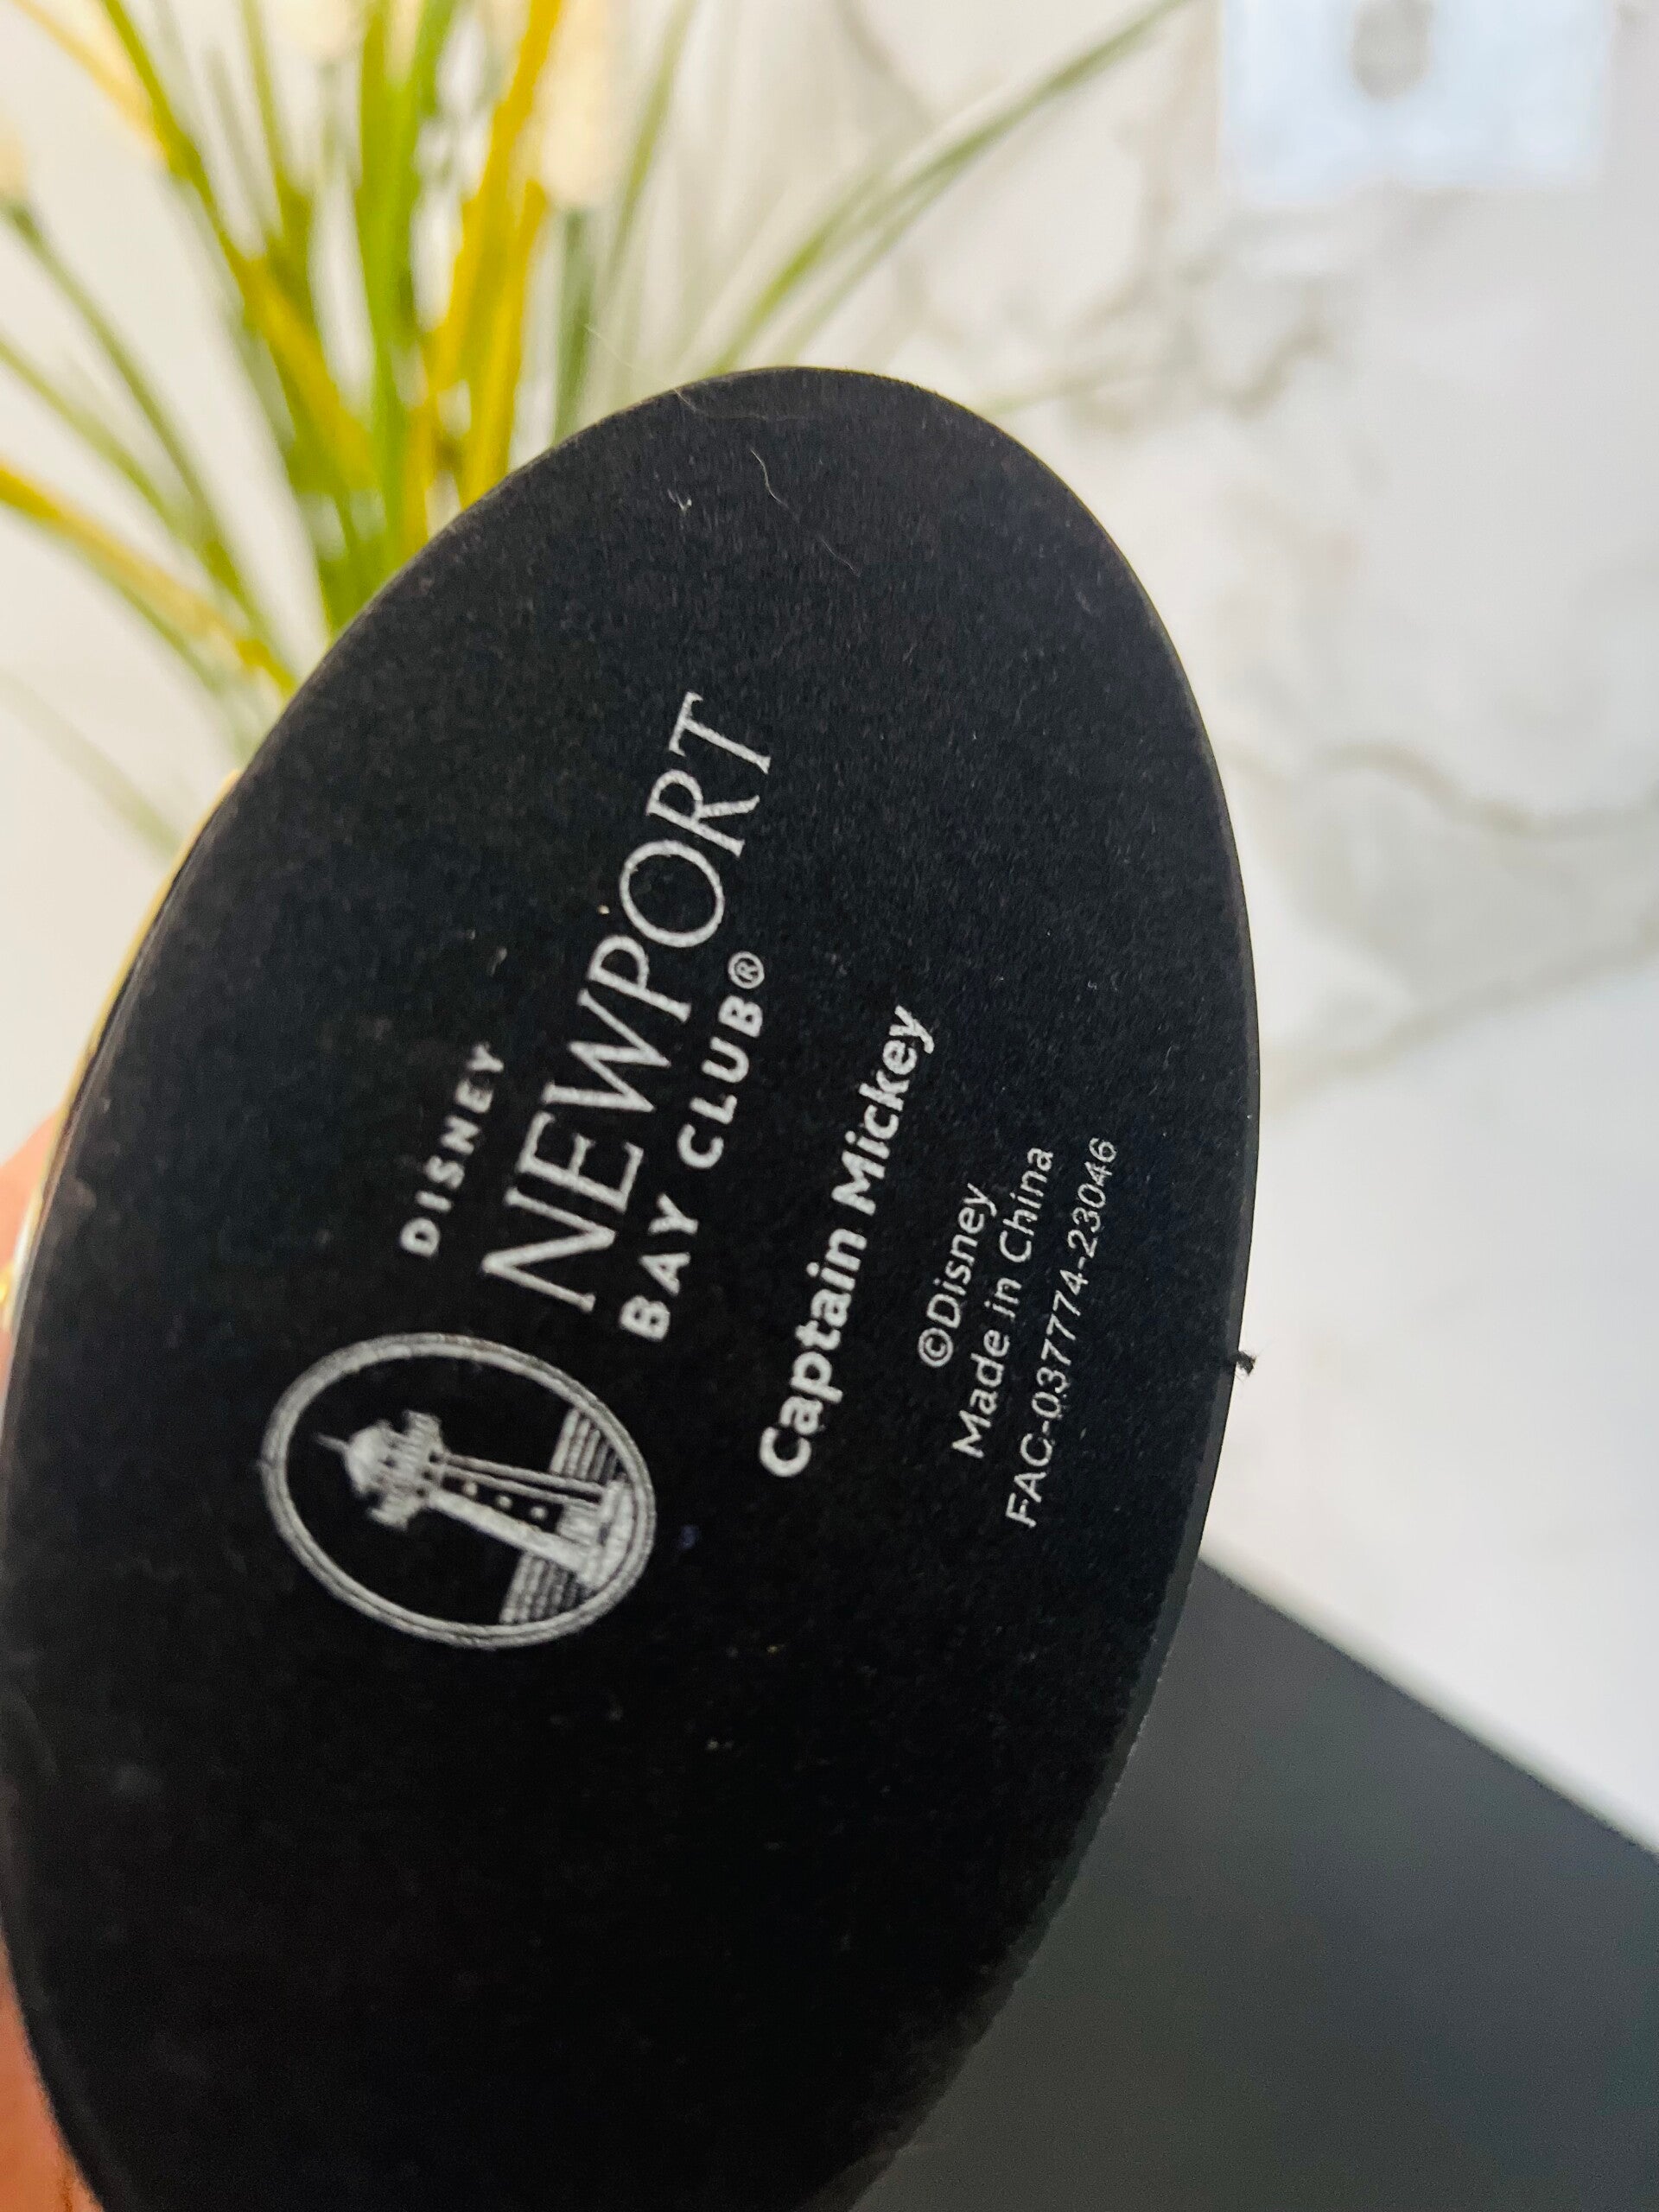 DISNEY
NEWPORT
BAY CLUB®
Captain Mickey
©Disney
Made in China
FAC-037774-23046